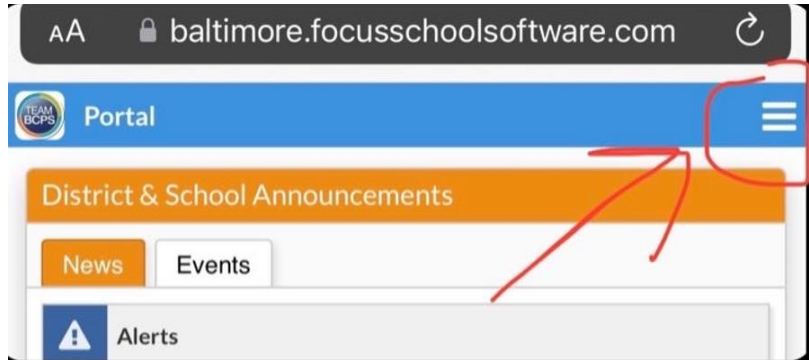 AA baltimore.focusschoolsoftware.com
TEAM
BCPS
Portal
District & School Announcements
News Events
Alerts